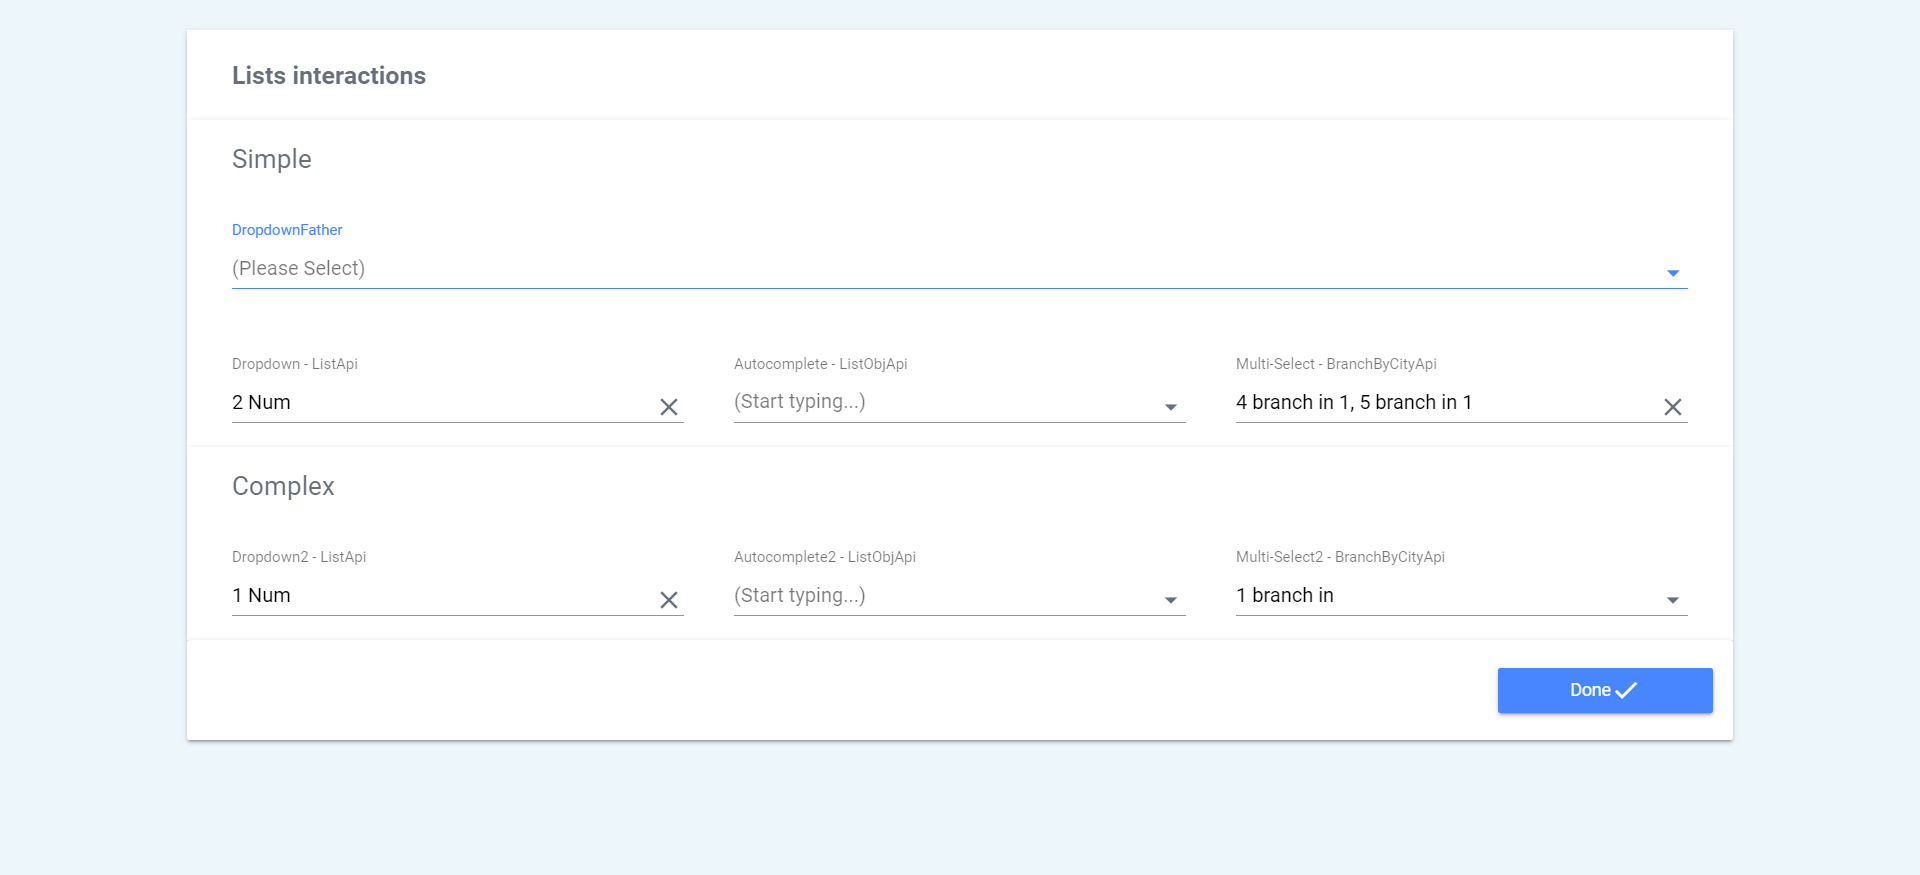 Lists interactions
Simple
DropdownFather
(Please Select)
Dropdown - ListApi
2 Num
Autocomplete - ListObjApi
(Start typing...)
Multi-Select - BranchByCityApi
4 branch in 1, 5 branch in 1
Complex
Dropdown2 - ListApi
1 Num
Autocomplete2 - ListObjApi
(Start typing...)
Multi-Select2 - BranchByCityApi
1 branch in
Done